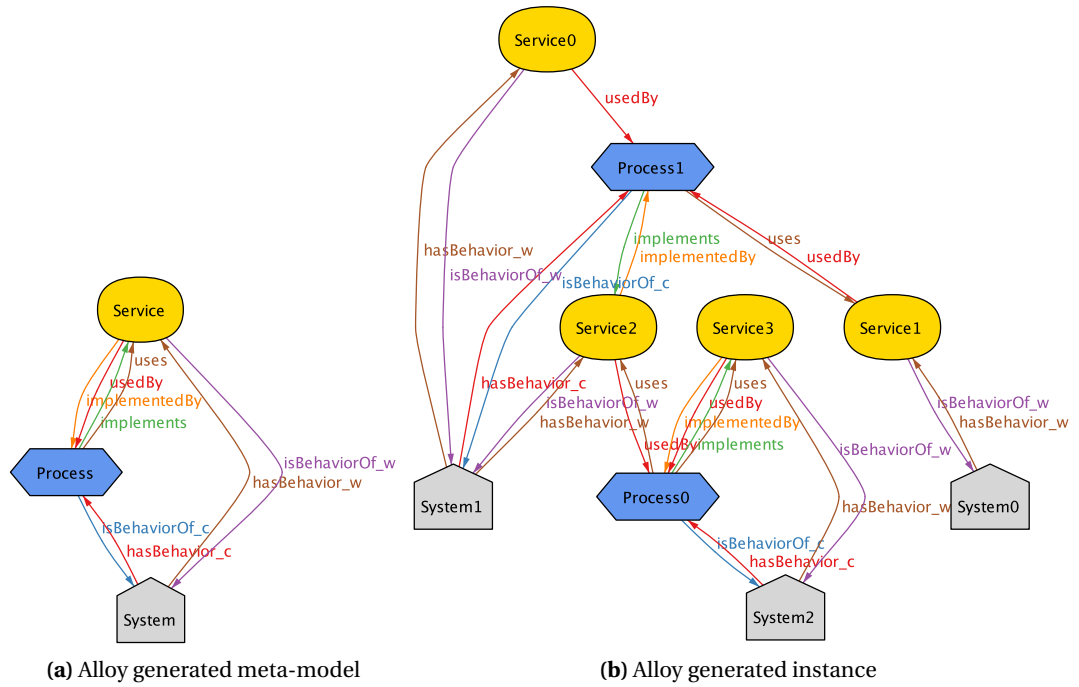 Service0
usedBy
Process1
hasBehavior_w
isBehaviorOf_w
isBehaviorOf_c
implements
implementedBy
uses
usedBy
Service
Service2
Service3
Service1
uses
usedBy
implementedBy
implements
hasBehavior_c
isBehaviorOf_w
hasBehavior_w
uses
usedBy
uses
usedBy
implementedBy
implements
isBehaviorOf_w
hasBehavior_w
isBehaviorOf_w
hasBehavior_w
Process
isBehaviorOf_w
hasBehavior_w
System1
Process0
System0
isBehaviorOf_c
hasBehavior_c
isBehaviorOf_c
hasBehavior_c
System
System2
(a) Alloy generated meta-model
(b) Alloy generated instance